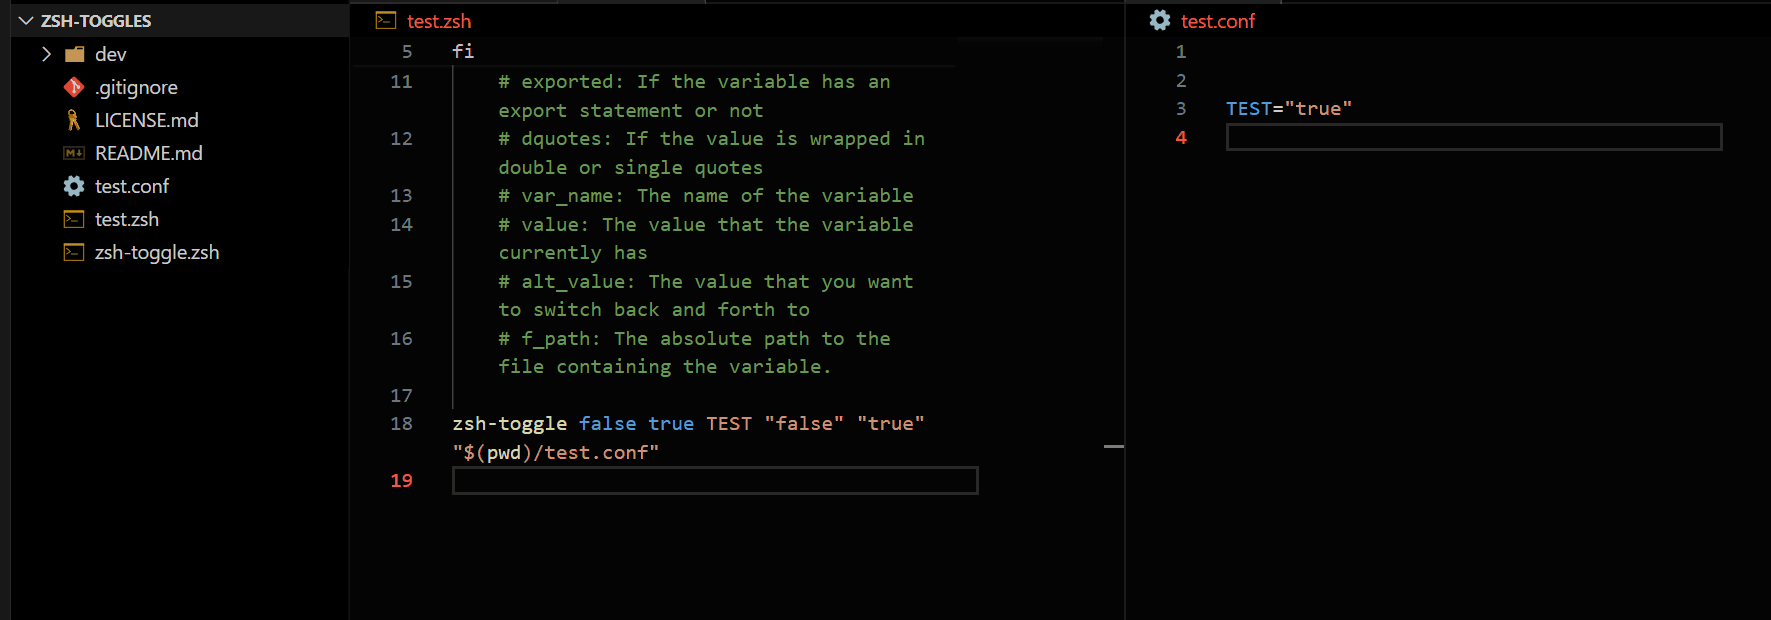 ZSH-TOGGLES
dev
.gitignore
LICENSE.md
README.md
test.conf
test.zsh
zsh-toggle.zsh
test.zsh
5 fi
11 # exported: If the variable has an
export statement or not
12 # dquotes: If the value is wrapped in
double or single quotes
13 # var_name: The name of the variable
14 # value: The value that the variable
currently has
15 # alt_value: The value that you want
to switch back and forth to
16 # f_path: The absolute path to the
file containing the variable.
17
18 zsh-toggle false true TEST "false" "true"
"$(pwd)/test.conf"
19
test.conf
1
2
3 TEST="true"
4